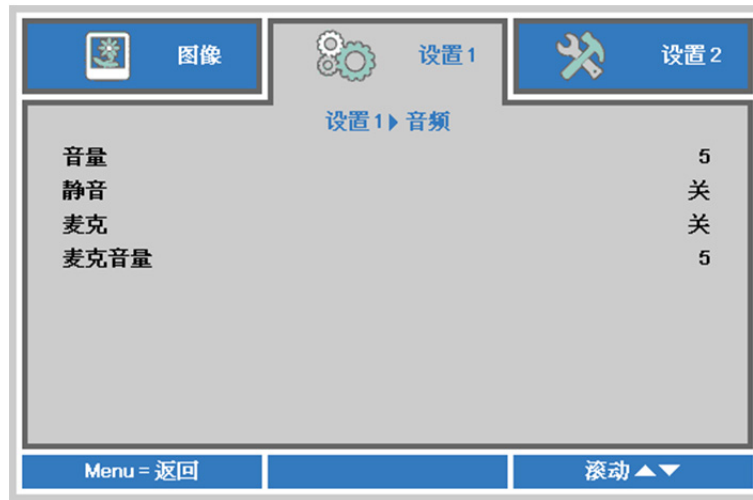 图像 设置1 设置2
设置1▶音频
音量 5
静音 关
麦克 关
麦克音量 5
Menu = 返回 滚动▲▼